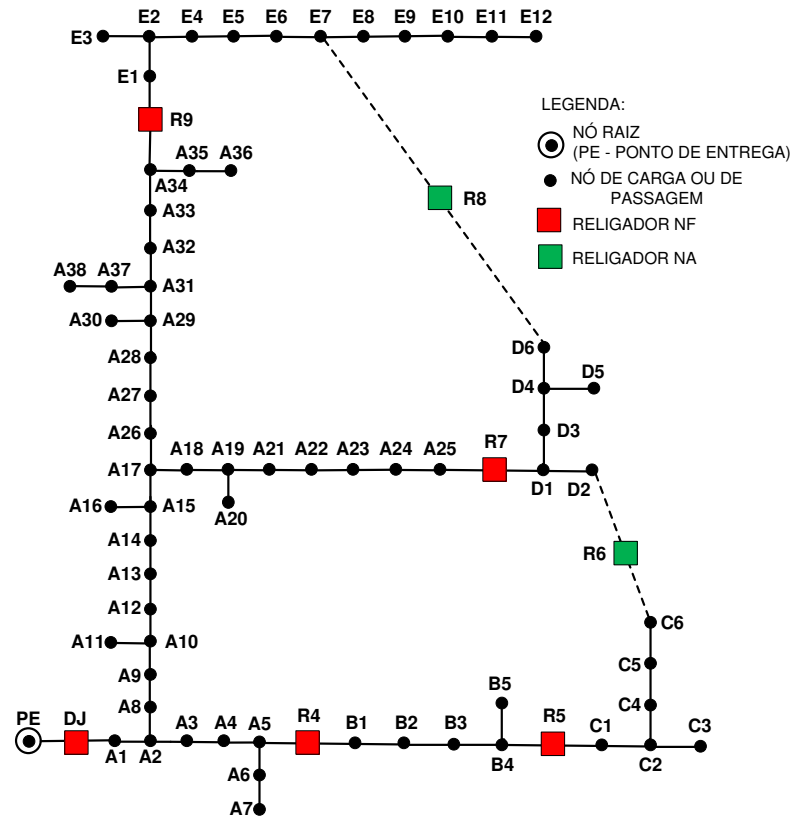 E2 E4 E5 E6 E7 E8 E9 E10 E11 E12
E3
E1
R9
LEGENDA:
NÓ RAIZ
(PE - PONTO DE ENTREGA)
NÓ DE CARGA OU DE
PASSAGEM
RELIGADOR NF
RELIGADOR NA
A35 A36
A34
R8
A33
A32
A38 A37
A31
A30 A29
A28
D6
D4 D5
A27
A26
D3
A18 A19 A21 A22 A23 A24 A25 R7
A17
D1 D2
A16 A15
A20
A14
R6
A13
A12
C6
A11 A10
C5
A9
B5
C4
A8
PE DJ A3 A4 A5 R4 B1 B2 B3 R5 C1 C3
A1 A2
B4 C2
A6
A7